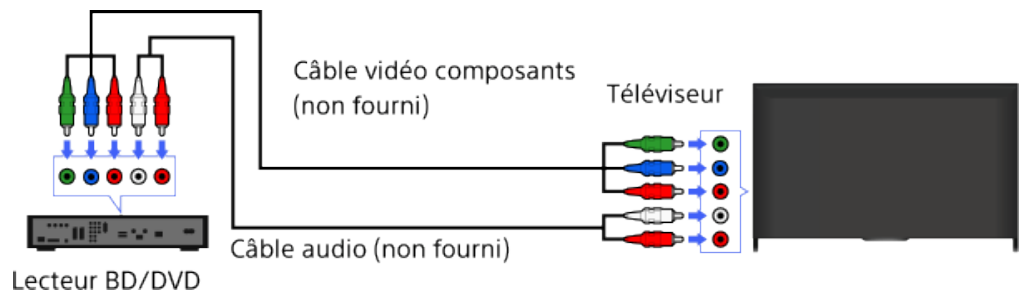 Câble vidéo composants
(non fourni)
Téléviseur
Câble audio (non fourni)
Lecteur BD/DVD